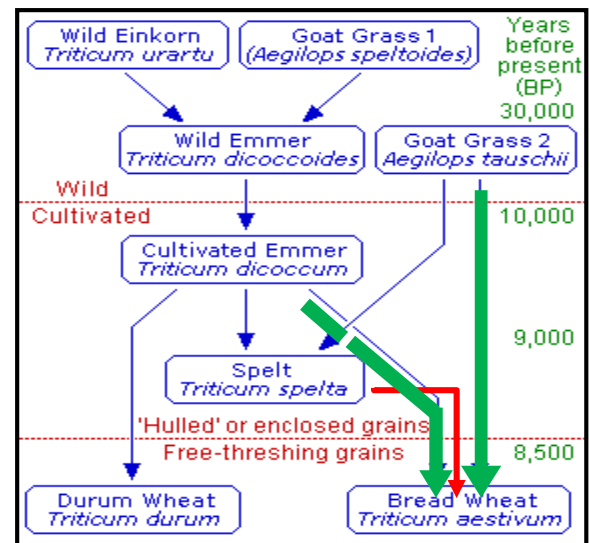 Wild Einkorn
Triticum urartu
Goat Grass 1
(Aegilops speltoides)
Years
before
present
(BP)
30,000
Wild Emmer
Triticum dicoccoides
Goat Grass 2
Aegilops tauschii
Wild
Cultivated
10,000
Cultivated Emmer
Triticum dicoccum
9,000
Spelt
Triticum spelta
'Hulled' or enclosed grains
Free-threshing grains
8,500
Durum Wheat
Triticum durum
Bread Wheat
Triticum aestivum